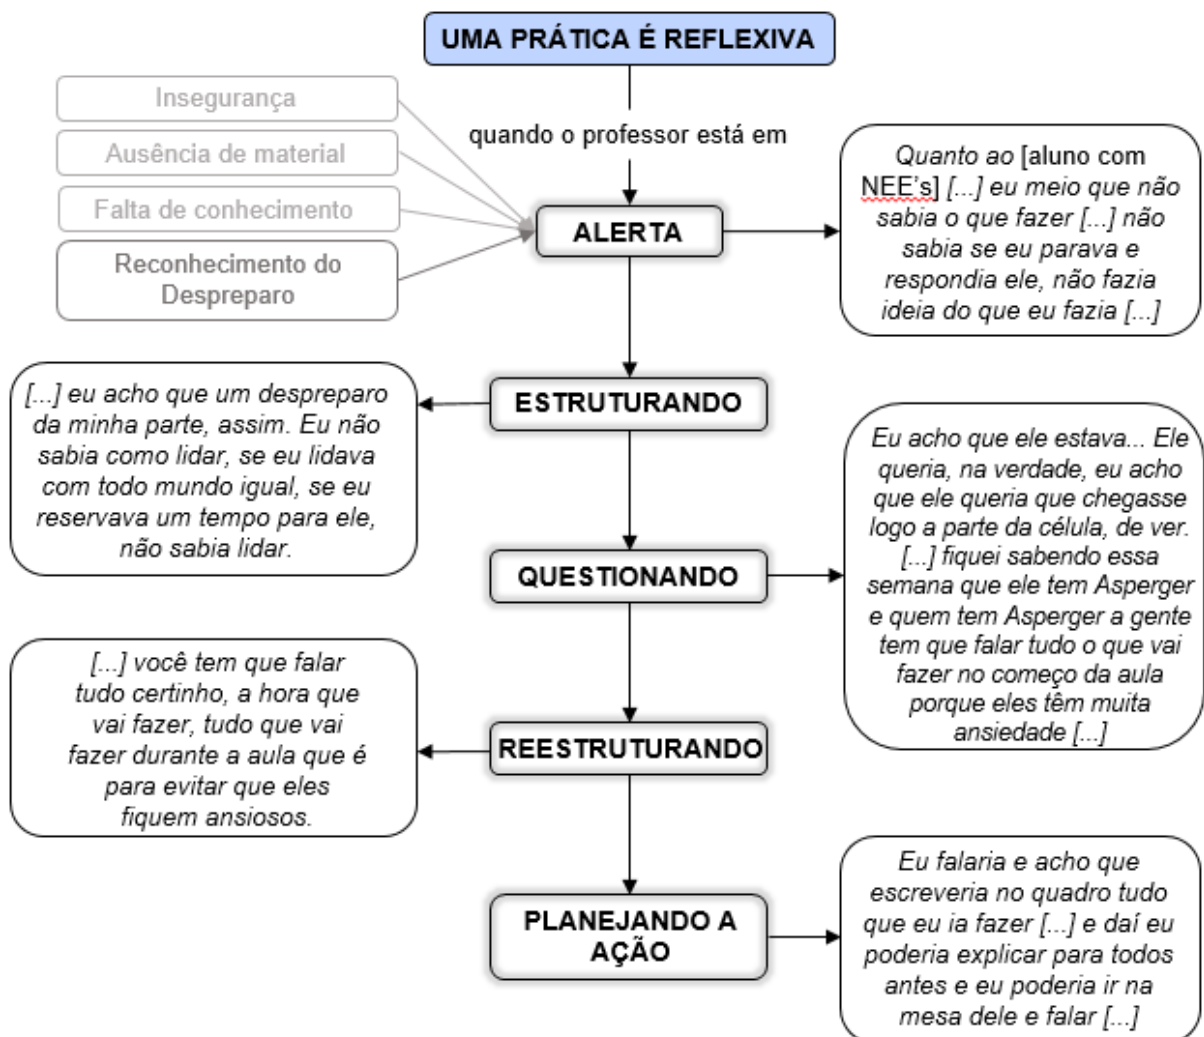 UMA PRÁTICA É REFLEXIVA
quando o professor está em
Insegurança
Ausência de material
Falta de conhecimento
Reconhecimento do
Despreparo
ALERTA
Quanto ao [aluno com
NEE's] [...] eu meio que não
sabia o que fazer [...] não
sabia se eu parava e
respondia ele, não fazia
ideia do que eu fazia [...]
ESTRUTURANDO
[...] eu acho que um despreparo
da minha parte, assim. Eu não
sabia como lidar, se eu lidava
com todo mundo igual, se eu
reservava um tempo para ele,
não sabia lidar.
QUESTIONANDO
Eu acho que ele estava... Ele
queria, na verdade, eu acho
que ele queria que chegasse
logo a parte da célula, de ver.
[...] fiquei sabendo essa
semana que ele tem Asperger
e quem tem Asperger a gente
tem que falar tudo o que vai
fazer no começo da aula
porque eles têm muita
ansiedade [...]
REESTRUTURANDO
[...] você tem que falar
tudo certinho, a hora que
vai fazer, tudo que vai
fazer durante a aula que é
para evitar que eles
fiquem ansiosos.
PLANEJANDO A
AÇÃO
Eu falaria e acho que
escreveria no quadro tudo
que eu ia fazer [...] e daí eu
poderia explicar para todos
antes e eu poderia ir na
mesa dele e falar [...]